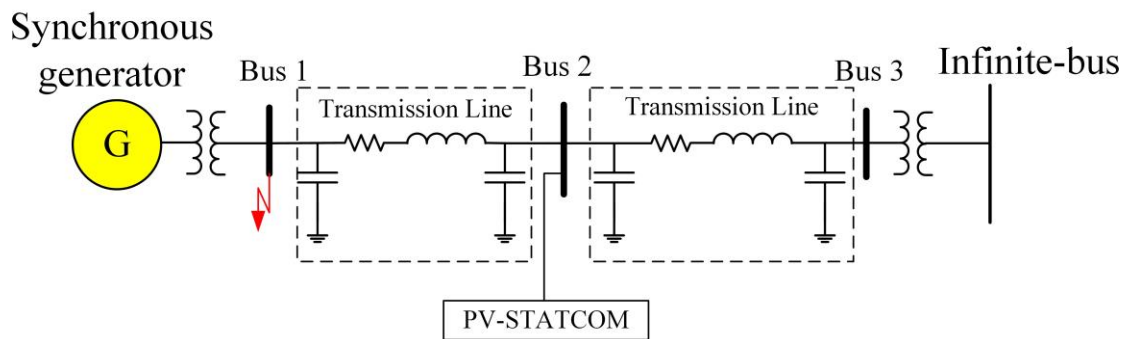 Synchronous
generator
G
Bus 1
Transmission Line
Bus 2
Transmission Line
Bus 3
Infinite-bus
PV-STATCOM